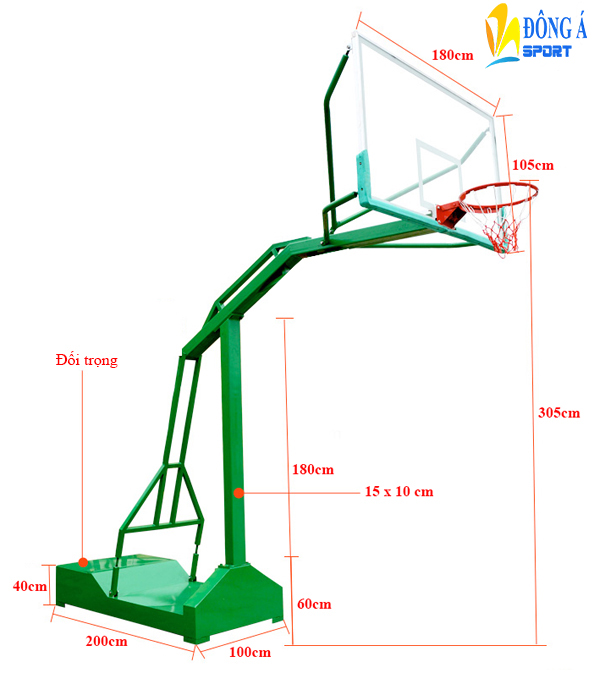 ĐÔNG Á
SPORT
180cm
105cm
Đối trọng
305cm
180cm
15 x 10 cm
40cm
60cm
200cm
100cm